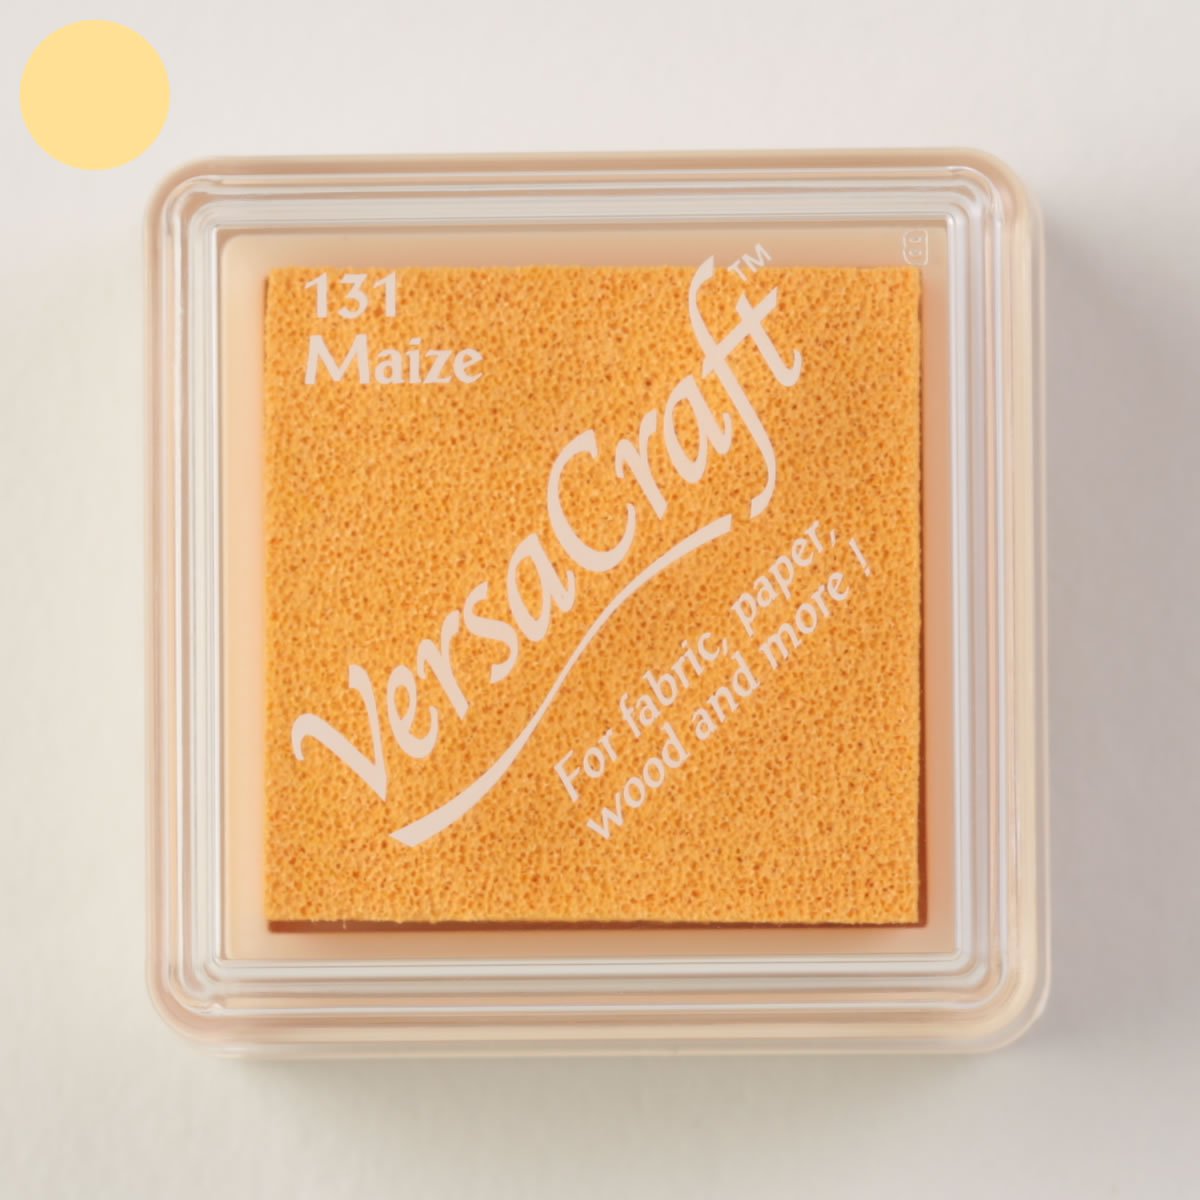 131
Maize
VersaCraft™
For fabric, paper,
wood and more !